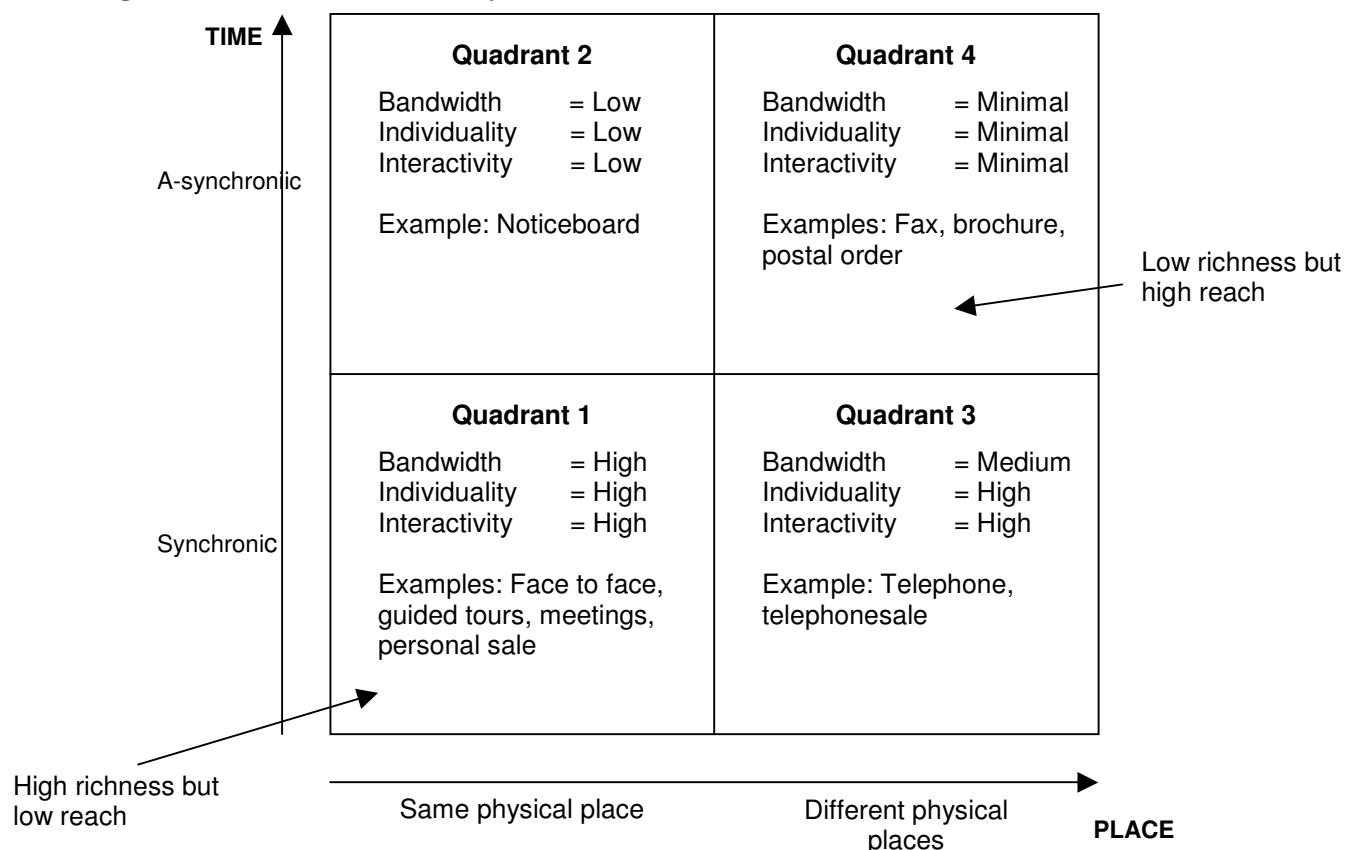 TIME
Quadrant 2
Bandwidth = Low
Individuality = Low
Interactivity = Low
Example: Noticeboard
Quadrant 4
Bandwidth = Minimal
Individuality = Minimal
Interactivity = Minimal
Examples: Fax, brochure,
postal order
A-synchroniic
Low richness but
high reach
Quadrant 1
Bandwidth = High
Individuality = High
Interactivity = High
Examples: Face to face,
guided tours, meetings,
personal sale
Quadrant 3
Bandwidth = Medium
Individuality = High
Interactivity = High
Example: Telephone,
telephonesale
Synchronic
High richness but
low reach
Same physical place
Different physical
places
PLACE